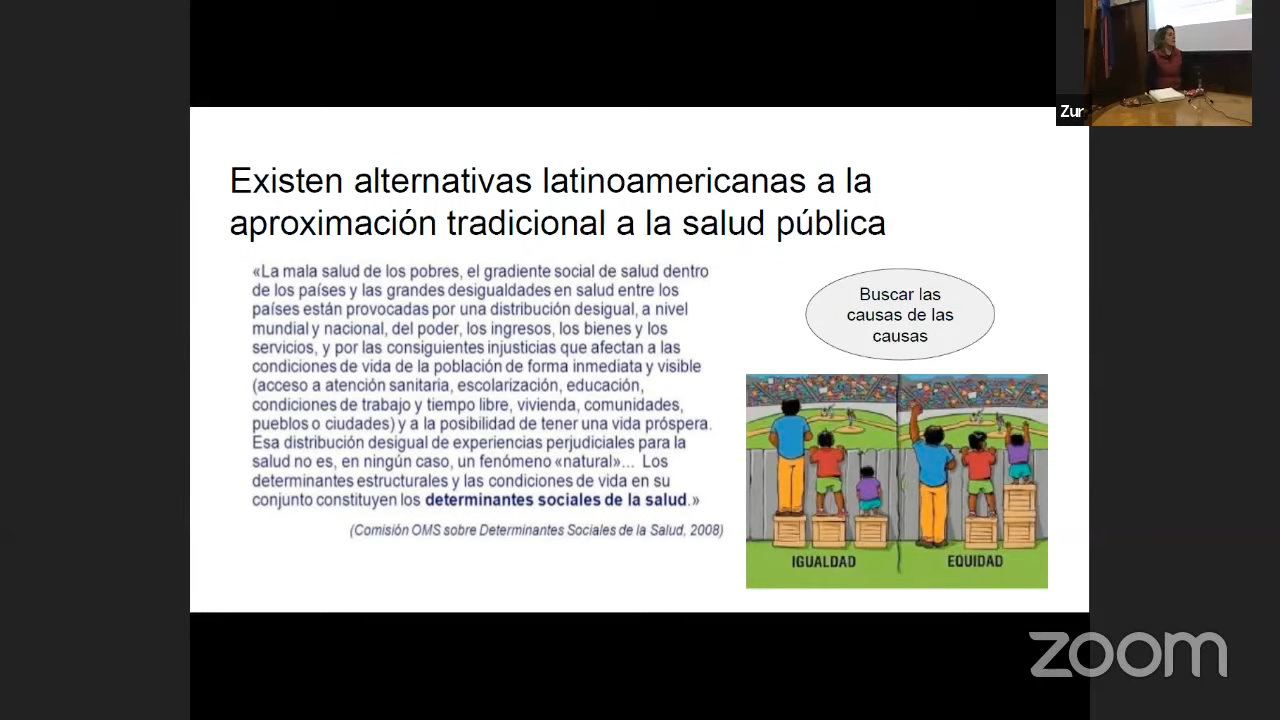 Zur
Existen alternativas latinoamericanas a la
aproximación tradicional a la salud pública
«La mala salud de los pobres, el gradiente social de salud dentro
de los países y las grandes desigualdades en salud entre los
países están provocadas por una distribución desigual, a nivel
mundial y nacional, del poder, los ingresos, los bienes y los
servicios, y por las consiguientes injusticias que afectan a las
condiciones de vida de la población de forma inmediata y visible
(acceso a atención sanitaria, escolarización, educación,
condiciones de trabajo y tiempo libre, vivienda, comunidades,
pueblos o ciudades) y a la posibilidad de tener una vida próspera.
Esa distribución desigual de experiencias perjudiciales para la
salud no es, en ningún caso, un fenómeno «natural»... Los
determinantes estructurales y las condiciones de vida en su
conjunto constituyen los determinantes sociales de la salud.»
(Comisión OMS sobre Determinantes Sociales de la Salud, 2008)
Buscar las
causas de las
causas
IGUALDAD
EQUIDAD
zoom